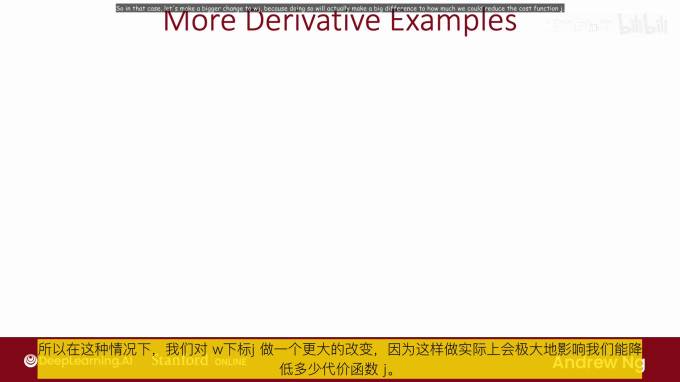 So in that case, let's make a bigger change to wj, because doing so will actually make a big difference to how much we could reduce the cost function j.
More Derivative Examples
bilibili
所以在这种情况下，我们对 w下标j 做一个更大的改变，因为这样做实际上会极大地影响我们能降
低多少代价函数 j。
DeepLearning.AI Stanford ONLINE Andrew Ng